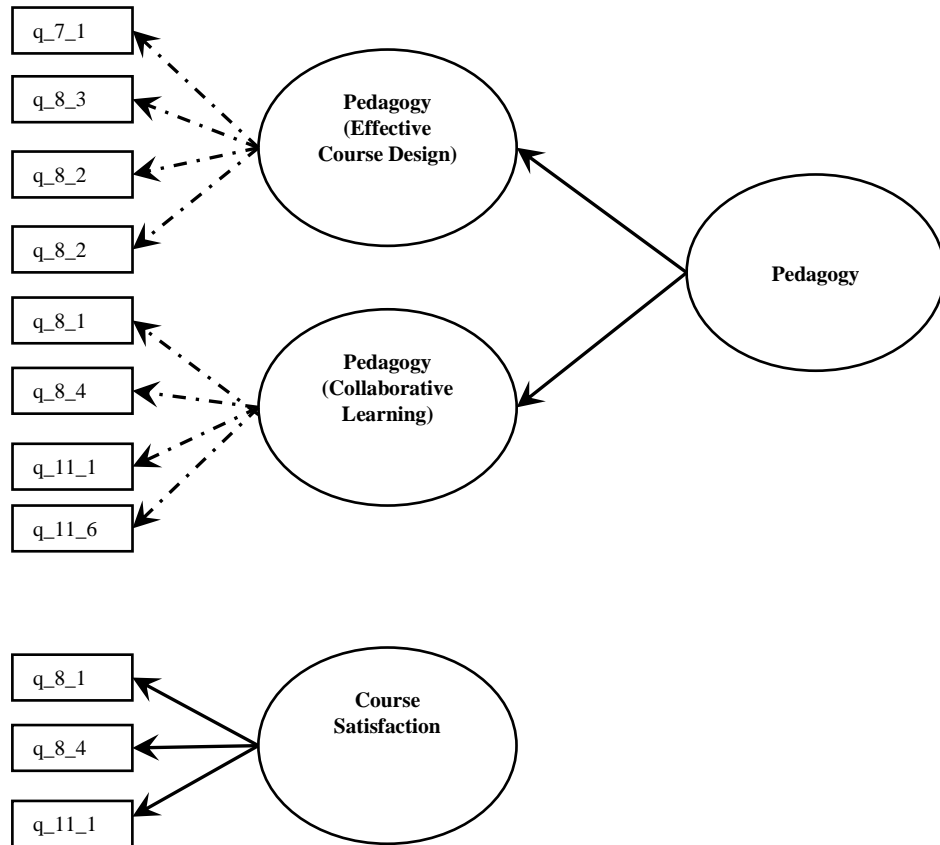 q_7_1
q_8_3
q_8_2
q_8_2
Pedagogy
(Effective
Course Design)
Pedagogy
q_8_1
q_8_4
q_11_1
q_11_6
Pedagogy
(Collaborative
Learning)
q_8_1
q_8_4
q_11_1
Course
Satisfaction